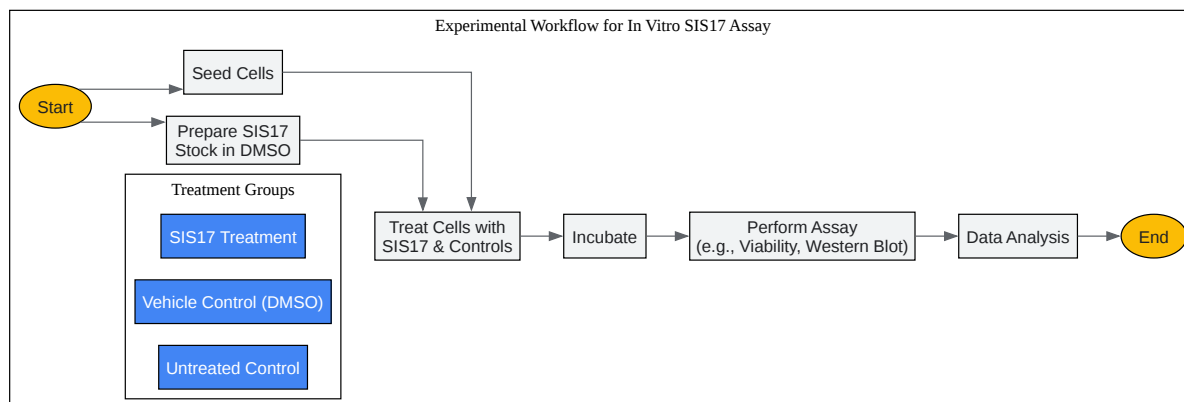 Experimental Workflow for In Vitro SIS17 Assay
Start
Seed Cells
Prepare SIS17
Stock in DMSO
Treatment Groups
SIS17 Treatment
Vehicle Control (DMSO)
Untreated Control
Treat Cells with
SIS17 & Controls
Incubate
Perform Assay
(e.g., Viability, Western Blot)
Data Analysis
End